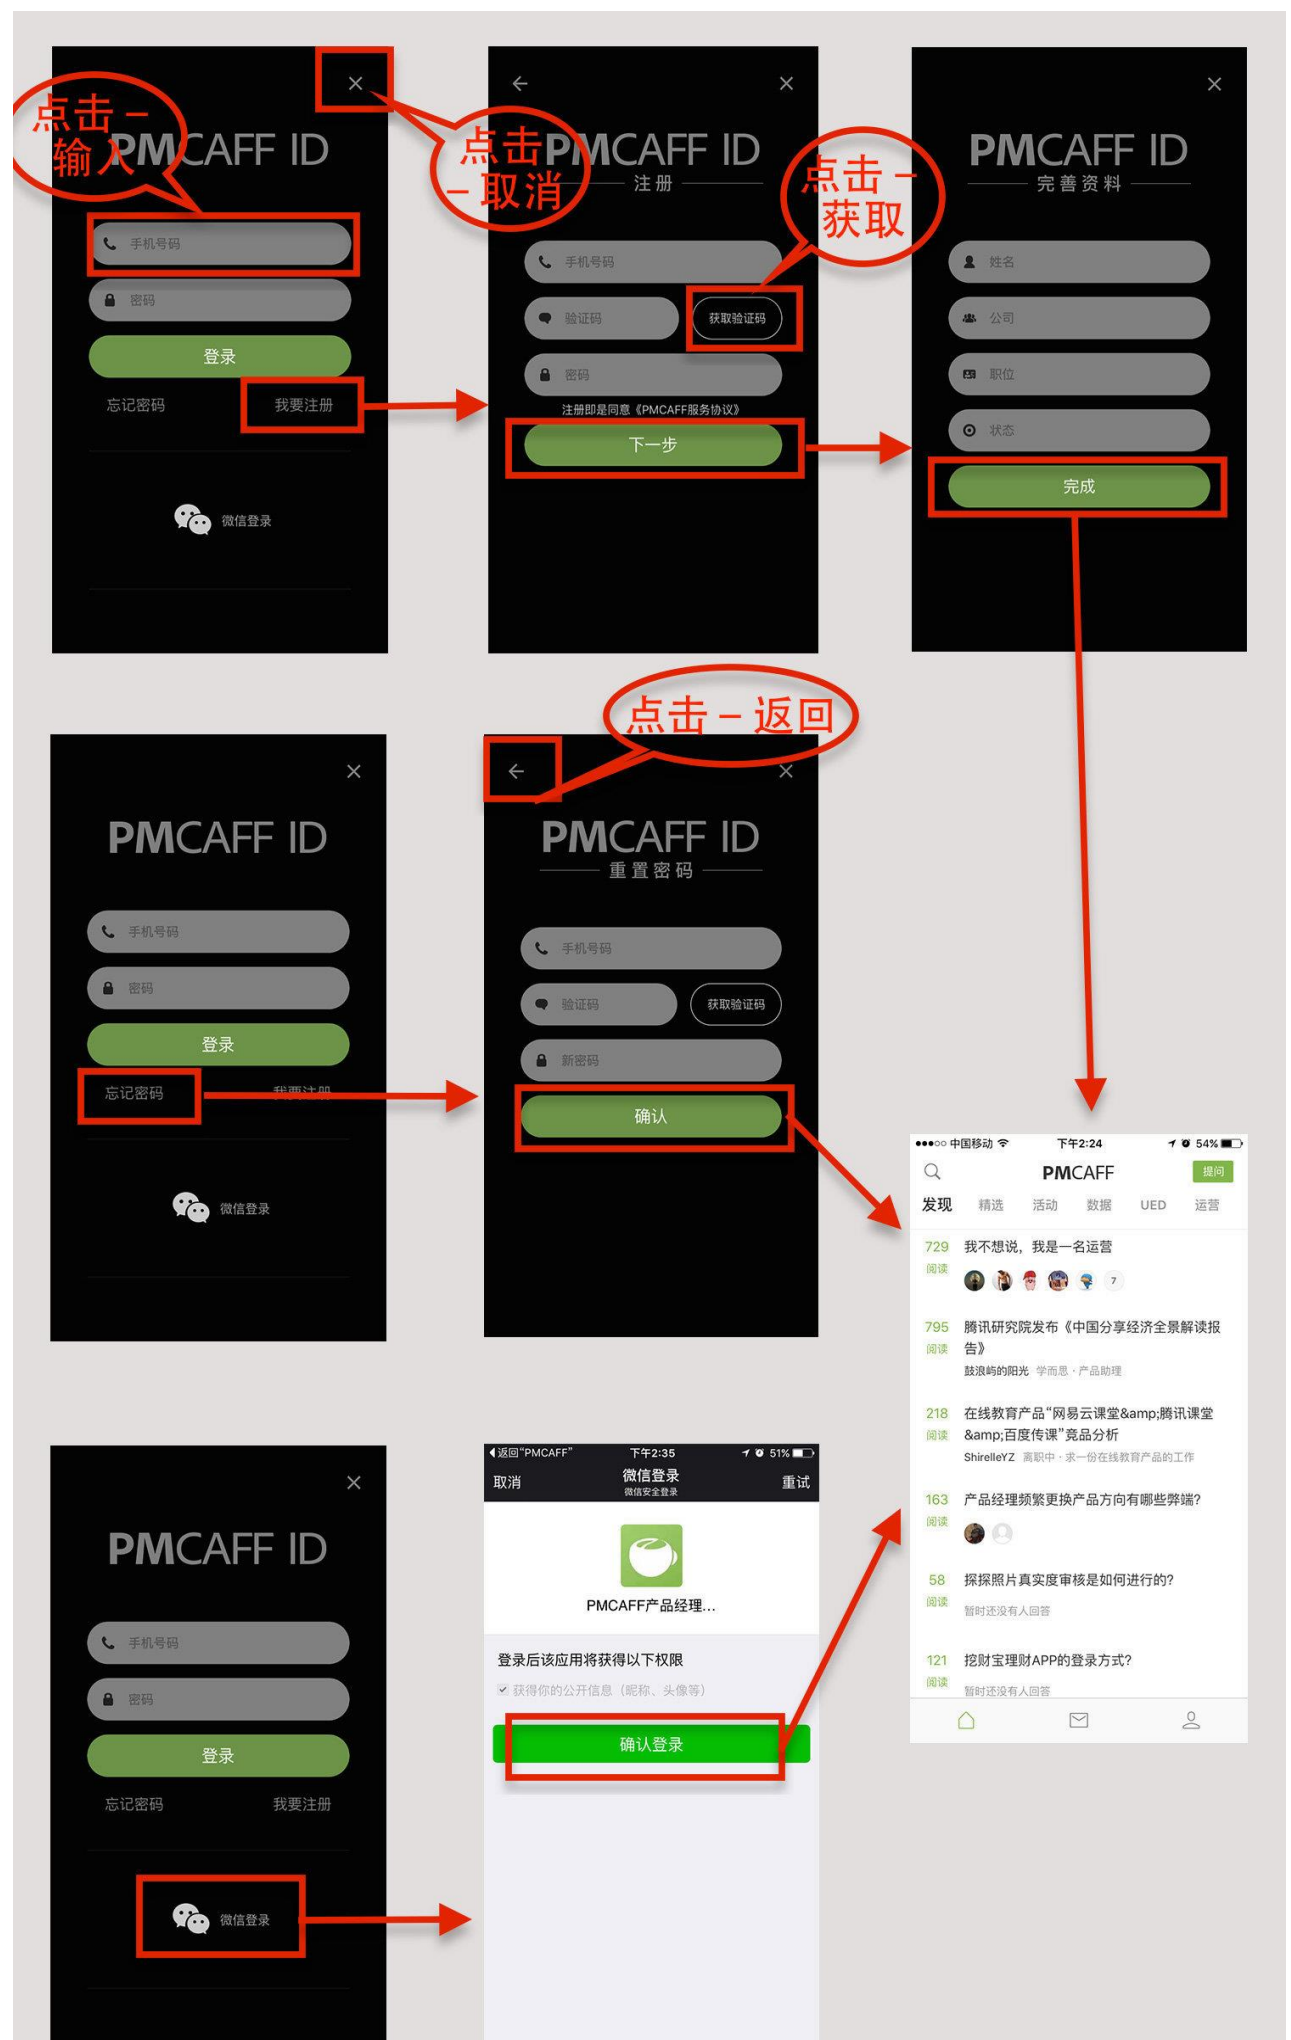 点击－
输入
PMCAFF ID
手机号码
密码
登录
忘记密码
我要注册
微信登录
点击
－取消
PMCAFF ID
注册
手机号码
验证码
获取验证码
密码
注册即是同意《PMCAFF服务协议》
下一步
点击－
获取
PMCAFF ID
完善资料
姓名
公司
职位
状态
完成
PMCAFF ID
手机号码
密码
登录
忘记密码
我要注册
微信登录
点击－返回
PMCAFF ID
重置密码
手机号码
验证码
获取验证码
新密码
确认
中国移动 下午2:24 54%
PMCAFF
提问
发现 精选 活动 数据 UED 运营
729 我不想说，我是一名运营
阅读
7
795 腾讯研究院发布《中国分享经济全景解读报
阅读 告》
鼓浪屿的阳光 学而思 · 产品助理
218 在线教育产品“网易云课堂&amp;腾讯课堂
阅读 &amp;百度传课”竞品分析
ShirelleYZ 离职中 · 求一份在线教育产品的工作
163 产品经理频繁更换产品方向有哪些弊端?
阅读
58 探探照片真实度审核是如何进行的?
阅读
暂时还没有人回答
121 挖财宝理财APP的登录方式?
阅读
暂时还没有人回答
PMCAFF ID
手机号码
密码
登录
忘记密码
我要注册
微信登录
返回“PMCAFF” 下午2:35 51%
取消 微信登录 重试
微信安全登录
PMCAFF产品经理...
登录后该应用将获得以下权限
获得你的公开信息（昵称、头像等）
确认登录